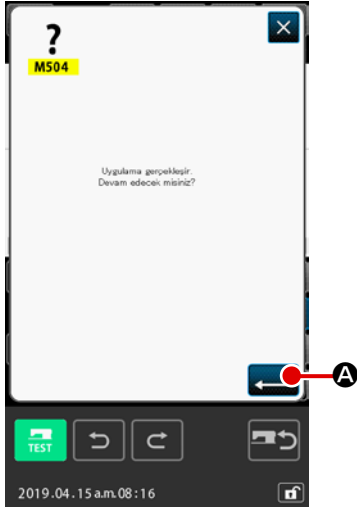 ?
M504
Uygulama gerçekleşir.
Devam edecek misiniz?
A
TEST
2019.04.15 a.m. 08:16